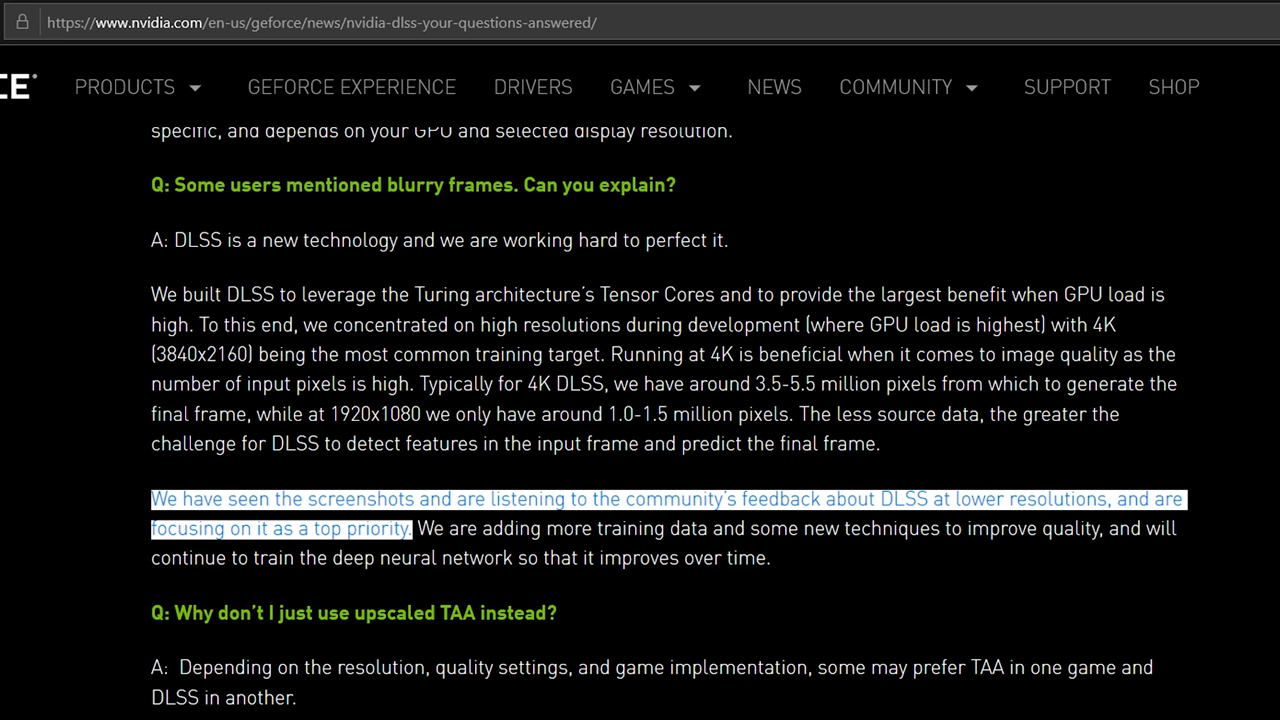 https://www.nvidia.com/en-us/geforce/news/nvidia-dlss-your-questions-answered/
CE® PRODUCTS GEFORCE EXPERIENCE DRIVERS GAMES NEWS COMMUNITY SUPPORT SHOP
specific, and depends on your GPU and selected display resolution.
Q: Some users mentioned blurry frames. Can you explain?
A: DLSS is a new technology and we are working hard to perfect it.
We built DLSS to leverage the Turing architecture's Tensor Cores and to provide the largest benefit when GPU load is
high. To this end, we concentrated on high resolutions during development (where GPU load is highest) with 4K
(3840x2160) being the most common training target. Running at 4K is beneficial when it comes to image quality as the
number of input pixels is high. Typically for 4K DLSS, we have around 3.5-5.5 million pixels from which to generate the
final frame, while at 1920x1080 we only have around 1.0-1.5 million pixels. The less source data, the greater the
challenge for DLSS to detect features in the input frame and predict the final frame.
We have seen the screenshots and are listening to the community's feedback about DLSS at lower resolutions, and are
focusing on it as a top priority. We are adding more training data and some new techniques to improve quality, and will
continue to train the deep neural network so that it improves over time.
Q: Why don't I just use upscaled TAA instead?
A:  Depending on the resolution, quality settings, and game implementation, some may prefer TAA in one game and
DLSS in another.